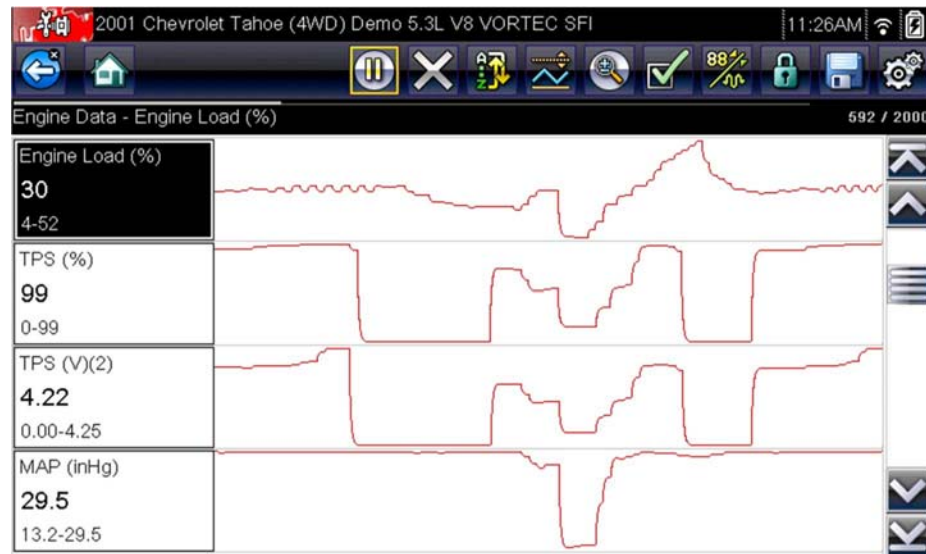 2001 Chevrolet Tahoe (4WD) Demo 5.3L V8 VORTEC SFI
11:26AM
A
Z
88
Engine Data - Engine Load (%)
592 / 2000
Engine Load (%)
30
4-52
TPS (%)
99
0-99
TPS (V)(2)
4.22
0.00-4.25
MAP (inHg)
29.5
13.2-29.5